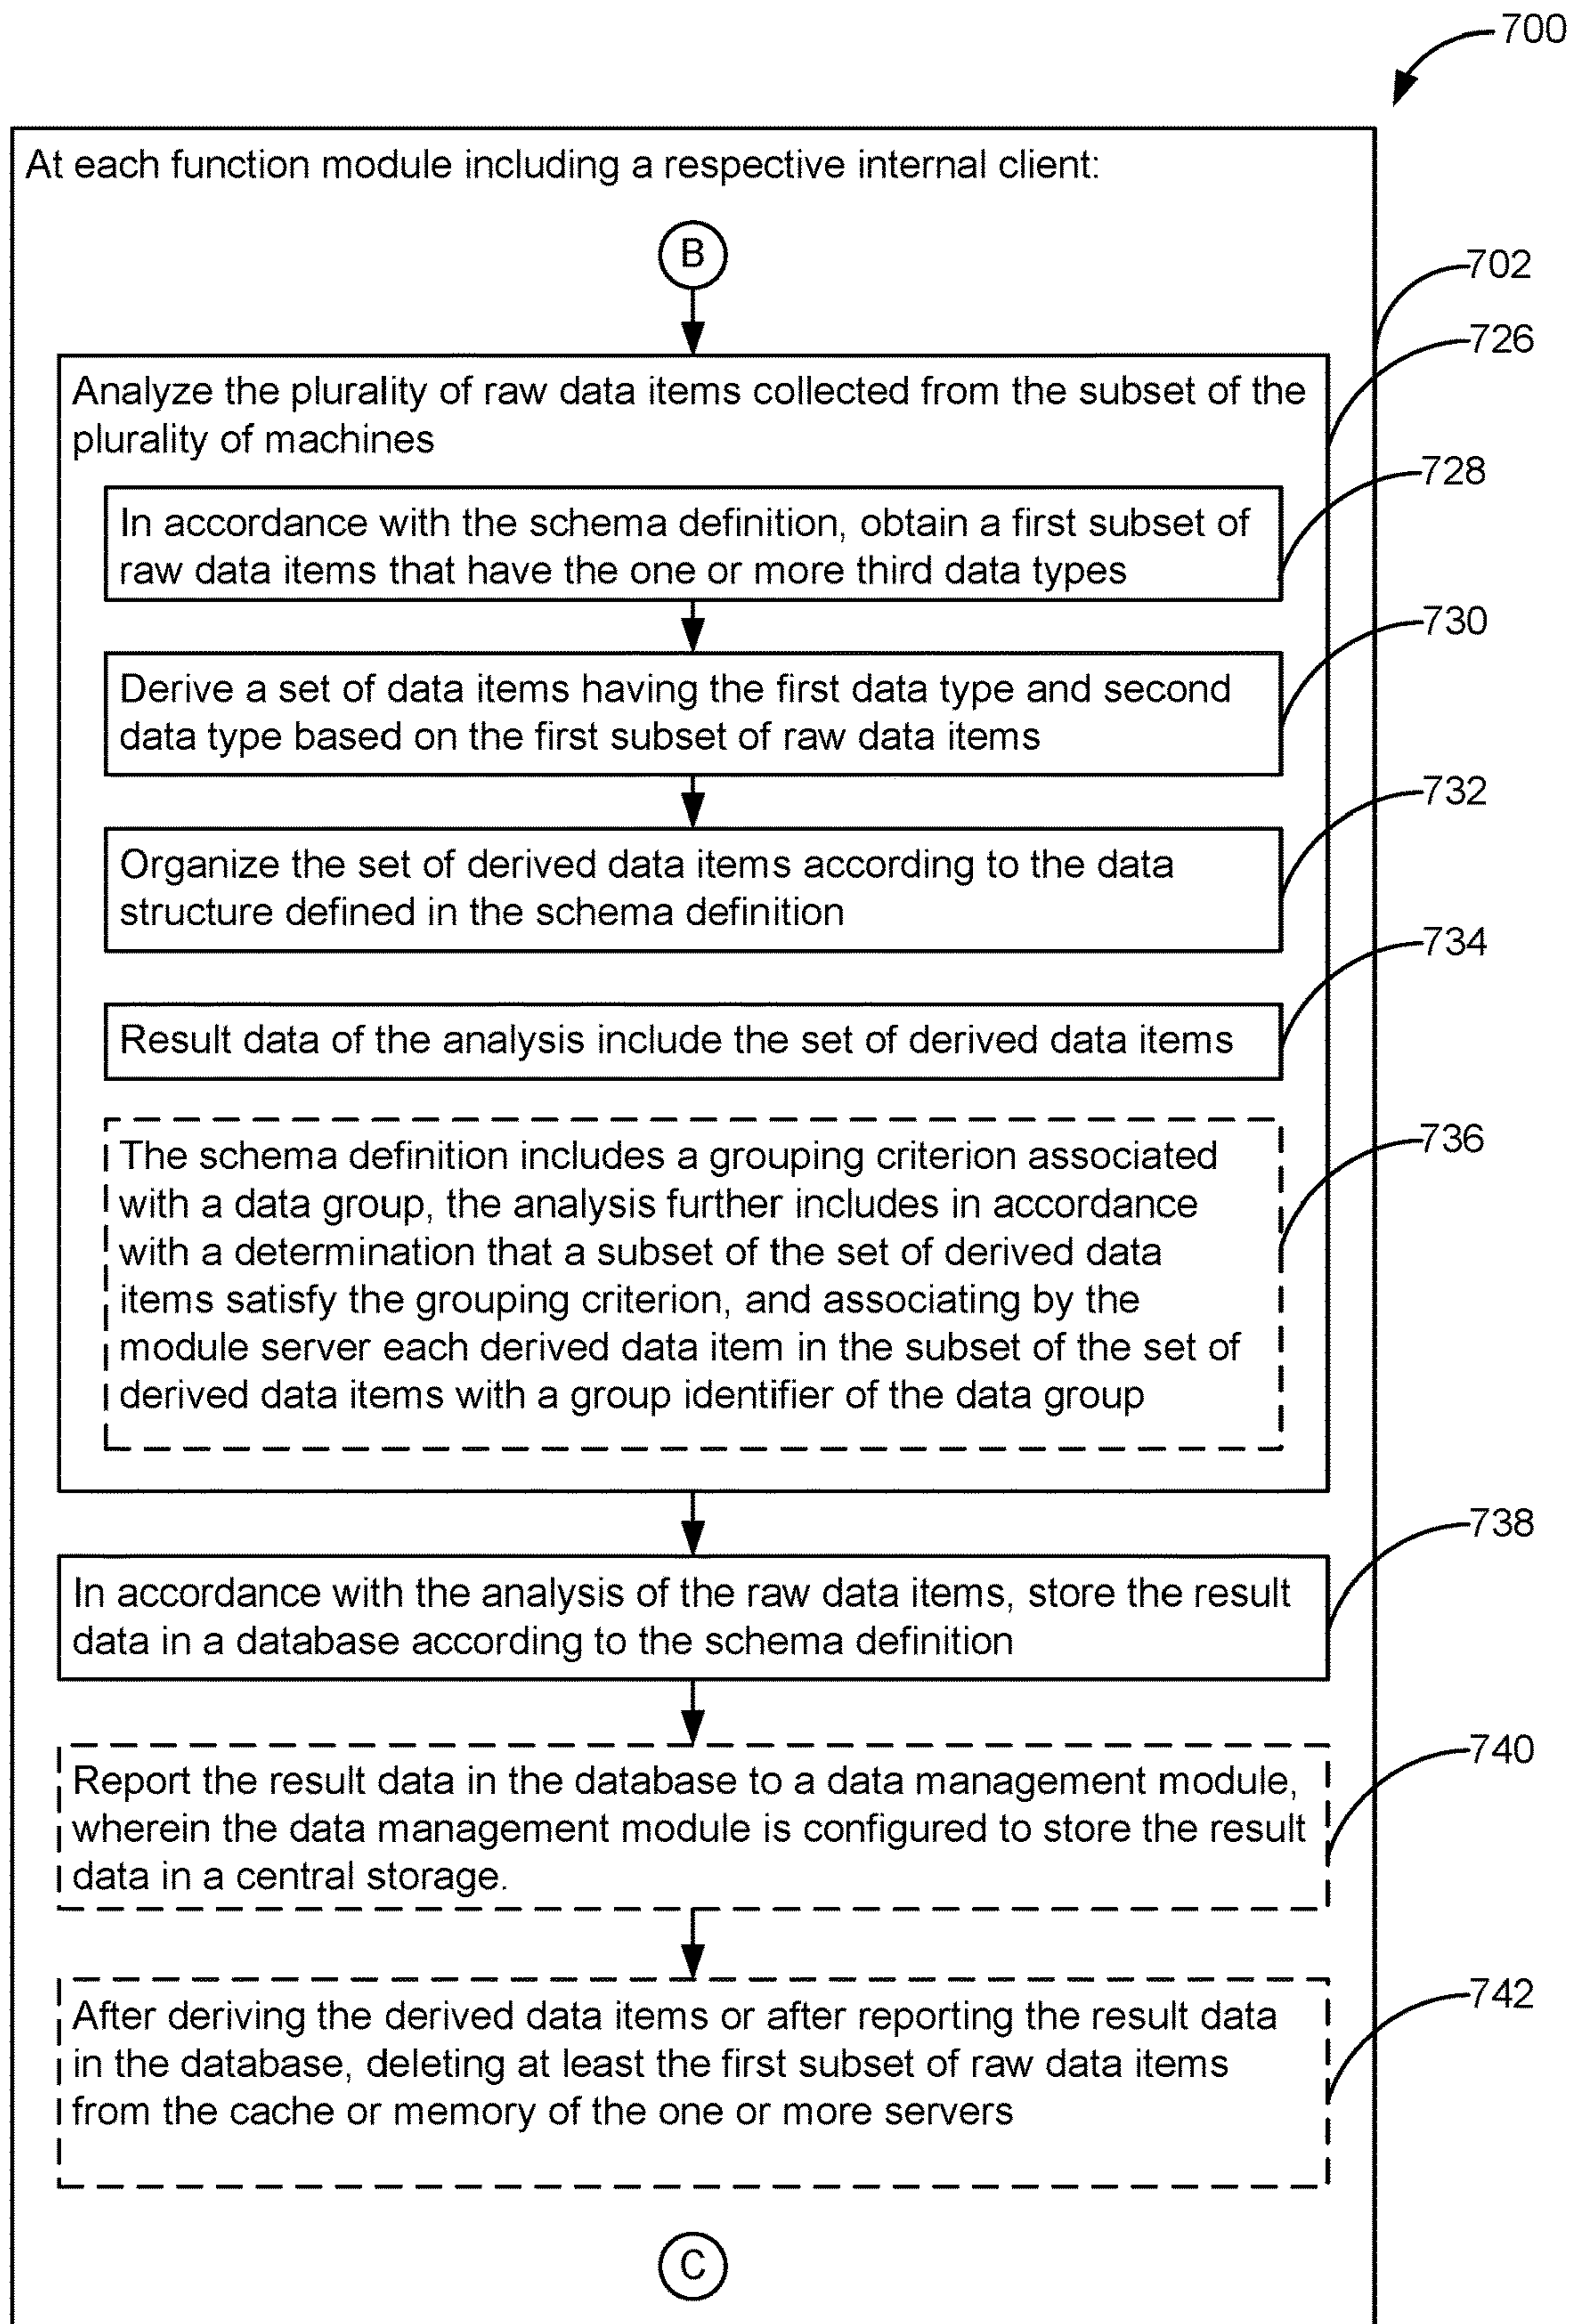 700
At each function module including a respective internal client:
B
702
726
Analyze the plurality of raw data items collected from the subset of the
plurality of machines
728
In accordance with the schema definition, obtain a first subset of
raw data items that have the one or more third data types
730
Derive a set of data items having the first data type and second
data type based on the first subset of raw data items
732
Organize the set of derived data items according to the data
structure defined in the schema definition
734
Result data of the analysis include the set of derived data items
736
The schema definition includes a grouping criterion associated
with a data group, the analysis further includes in accordance
with a determination that a subset of the set of derived data
items satisfy the grouping criterion, and associating by the
module server each derived data item in the subset of the set of
derived data items with a group identifier of the data group
738
In accordance with the analysis of the raw data items, store the result
data in a database according to the schema definition
740
Report the result data in the database to a data management module,
wherein the data management module is configured to store the result
data in a central storage.
742
After deriving the derived data items or after reporting the result data
in the database, deleting at least the first subset of raw data items
from the cache or memory of the one or more servers
C